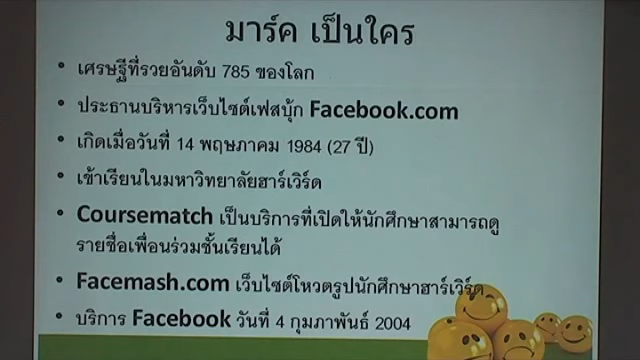 มาร์ค เป็นใคร
• เศรษฐีที่รวยอันดับ 785 ของโลก
• ประธานบริหารเว็บไซต์เฟสบุ้ก Facebook.com
• เกิดเมื่อวันที่ 14 พฤษภาคม 1984 (27 ปี)
• เข้าเรียนในมหาวิทยาลัยฮาร์เวิร์ด
• Coursematch เป็นบริการที่เปิดให้นักศึกษาสามารถดู
รายชื่อเพื่อนร่วมชั้นเรียนได้
• Facemash.com เว็บไซต์โหวตรูปนักศึกษาฮาร์เวิร์ด
• บริการ Facebook วันที่ 4 กุมภาพันธ์ 2004